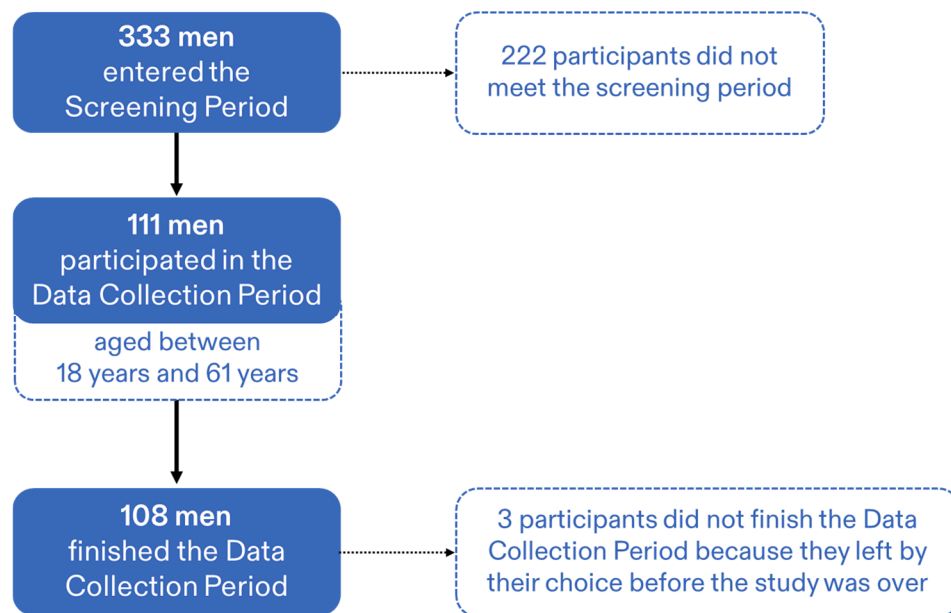 333 men
entered the
Screening Period
222 participants did not
meet the screening period
111 men
participated in the
Data Collection Period
aged between
18 years and 61 years
108 men
finished the Data
Collection Period
3 participants did not finish the Data
Collection Period because they left by
their choice before the study was over